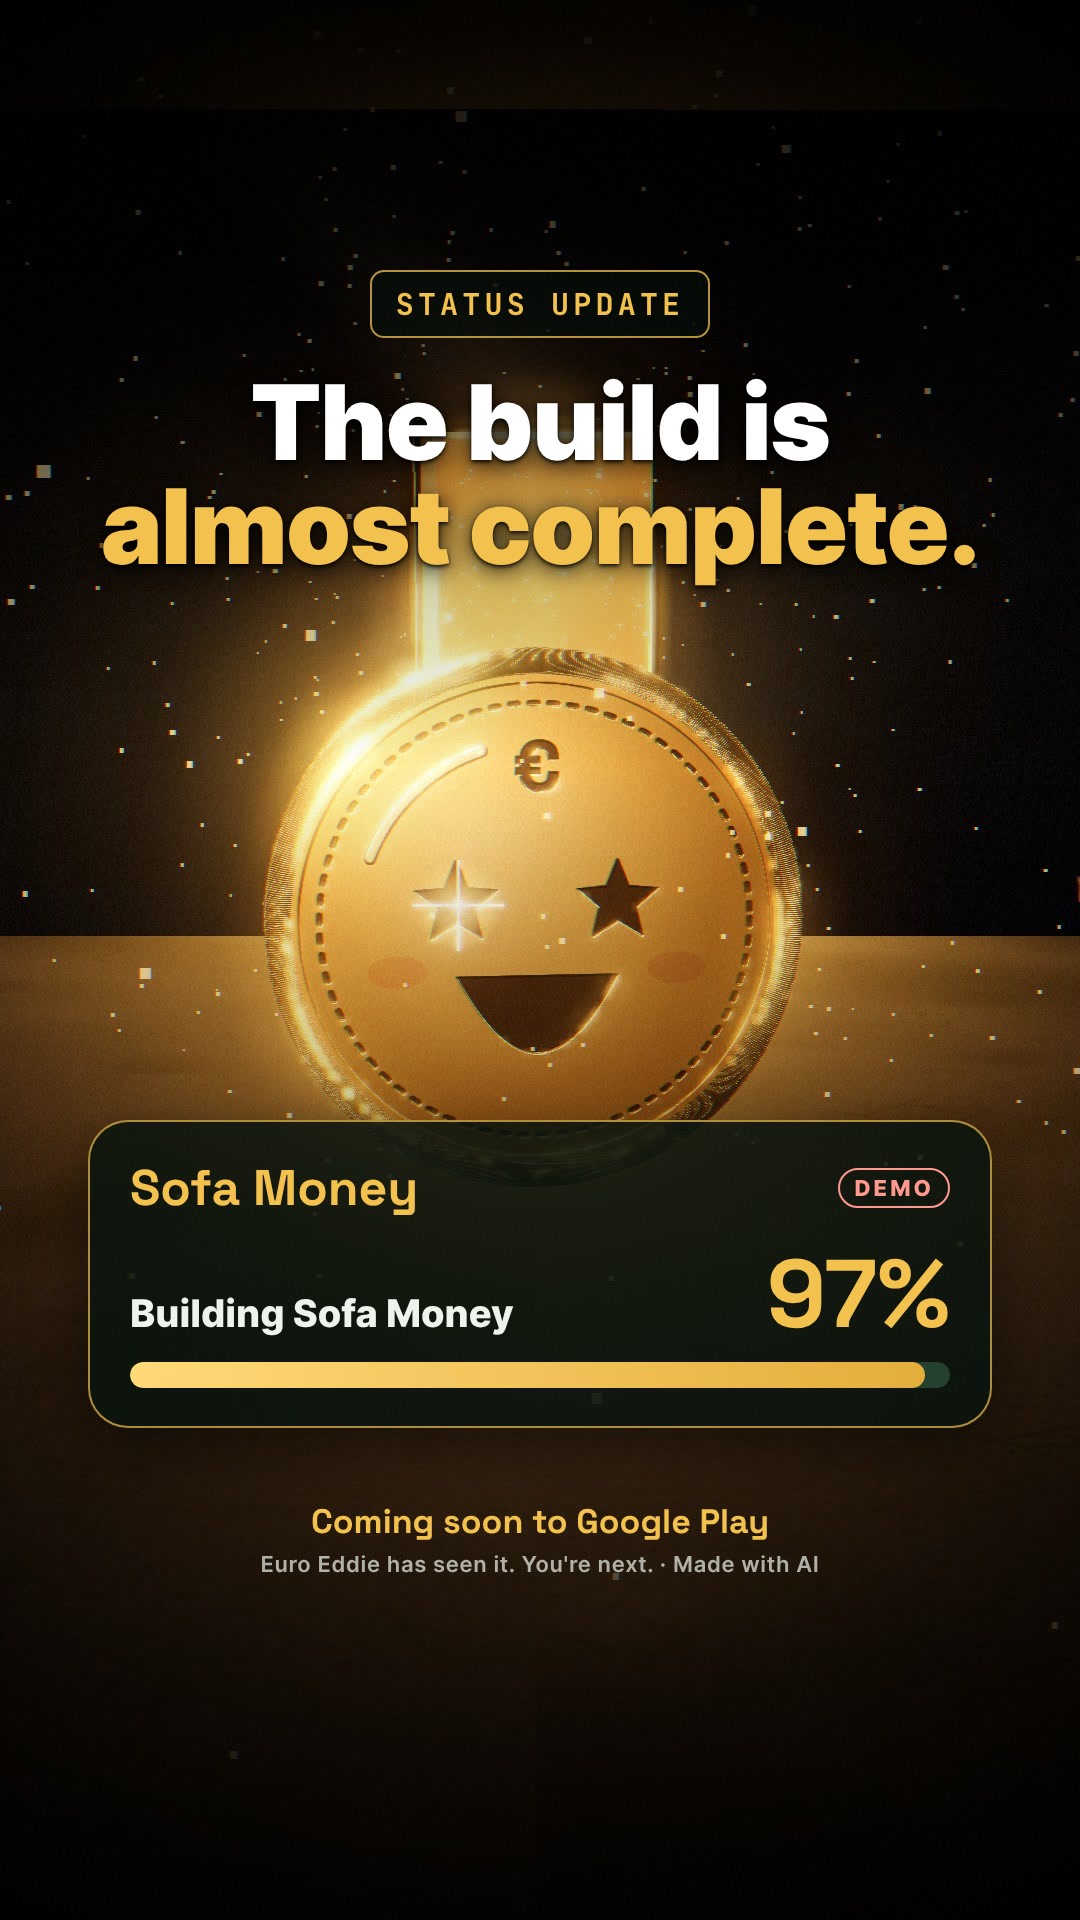 STATUS UPDATE
The build is
almost complete.
€
Sofa Money
DEMO
Building Sofa Money
97%
Coming soon to Google Play
Euro Eddie has seen it. You're next. · Made with AI